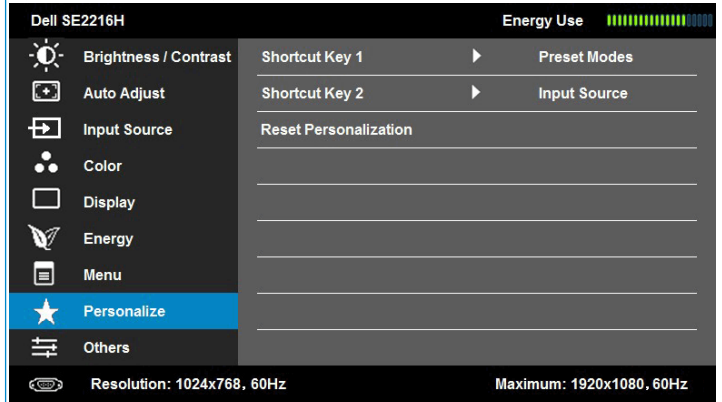 Dell SE2216H Energy Use
Brightness / Contrast Shortcut Key 1 Preset Modes
Auto Adjust Shortcut Key 2 Input Source
Input Source Reset Personalization
Color
Display
Energy
Menu
Personalize
Others
Resolution: 1024x768, 60Hz Maximum: 1920x1080, 60Hz